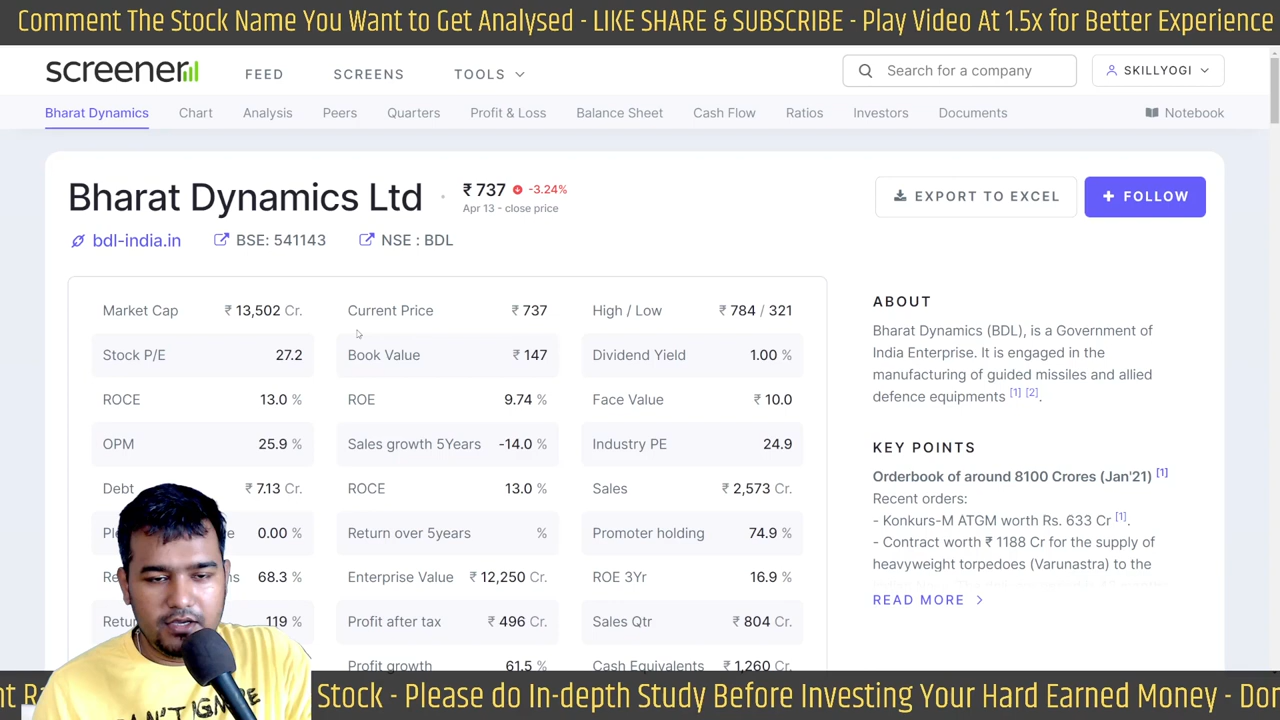 Comment The Stock Name You Want to Get Analysed - LIKE SHARE & SUBSCRIBE - Play Video At 1.5x for Better Experience
screener
FEED SCREENS TOOLS
Search for a company
SKILLYOGI
Bharat Dynamics Chart Analysis Peers Quarters Profit & Loss Balance Sheet Cash Flow Ratios Investors Documents Notebook
Bharat Dynamics Ltd
₹ 737 -3.24%
Apr 13 - close price
EXPORT TO EXCEL
+ FOLLOW
bdl-india.in BSE: 541143 NSE : BDL
Market Cap ₹ 13,502 Cr. Current Price ₹ 737 High / Low ₹ 784 / 321
Stock P/E 27.2 Book Value ₹ 147 Dividend Yield 1.00 %
ROCE 13.0 % ROE 9.74 % Face Value ₹ 10.0
OPM 25.9 % Sales growth 5Years -14.0 % Industry PE 24.9
Debt ₹ 7.13 Cr. ROCE 13.0 % Sales ₹ 2,573 Cr.
0.00 % Return over 5years % Promoter holding 74.9 %
68.3 % Enterprise Value ₹ 12,250 Cr. ROE 3Yr 16.9 %
119 % Profit after tax ₹ 496 Cr. Sales Qtr ₹ 804 Cr.
Profit growth 61.5 % Cash Equivalents ₹ 1,260 Cr.
ABOUT
Bharat Dynamics (BDL), is a Government of
India Enterprise. It is engaged in the
manufacturing of guided missiles and allied
defence equipments [1] [2].
KEY POINTS
Orderbook of around 8100 Crores (Jan'21) [1]
Recent orders:
- Konkurs-M ATGM worth Rs. 633 Cr [1].
- Contract worth ₹ 1188 Cr for the supply of
heavyweight torpedoes (Varunastra) to the
READ MORE
Stock - Please do In-depth Study Before Investing Your Hard Earned Money - Don